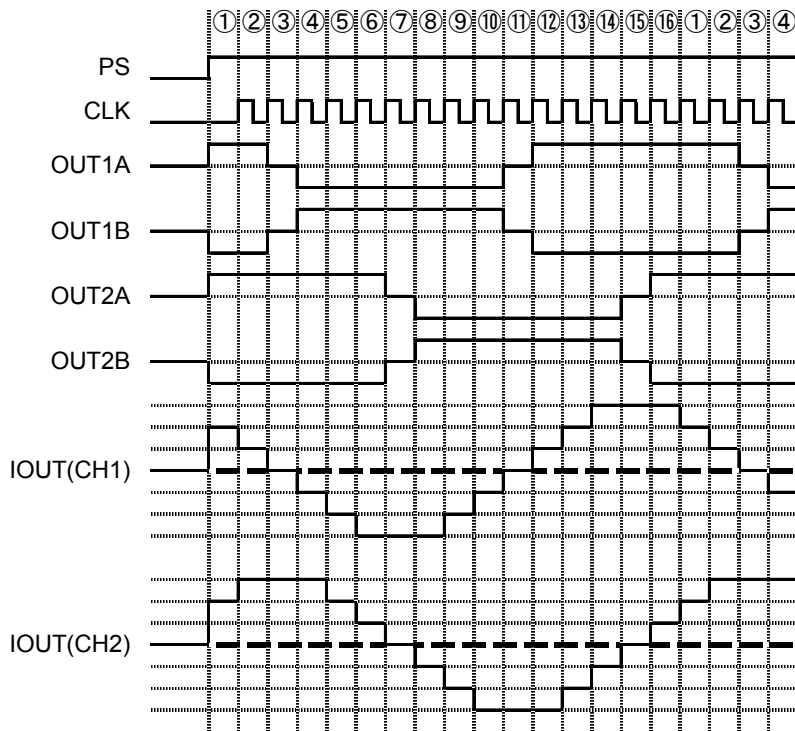 ①②③④⑤⑥⑦⑧⑨⑩⑪⑫⑬⑭⑮⑯①②③④
PS
CLK
OUT1A
OUT1B
OUT2A
OUT2B
IOUT(CH1)
IOUT(CH2)